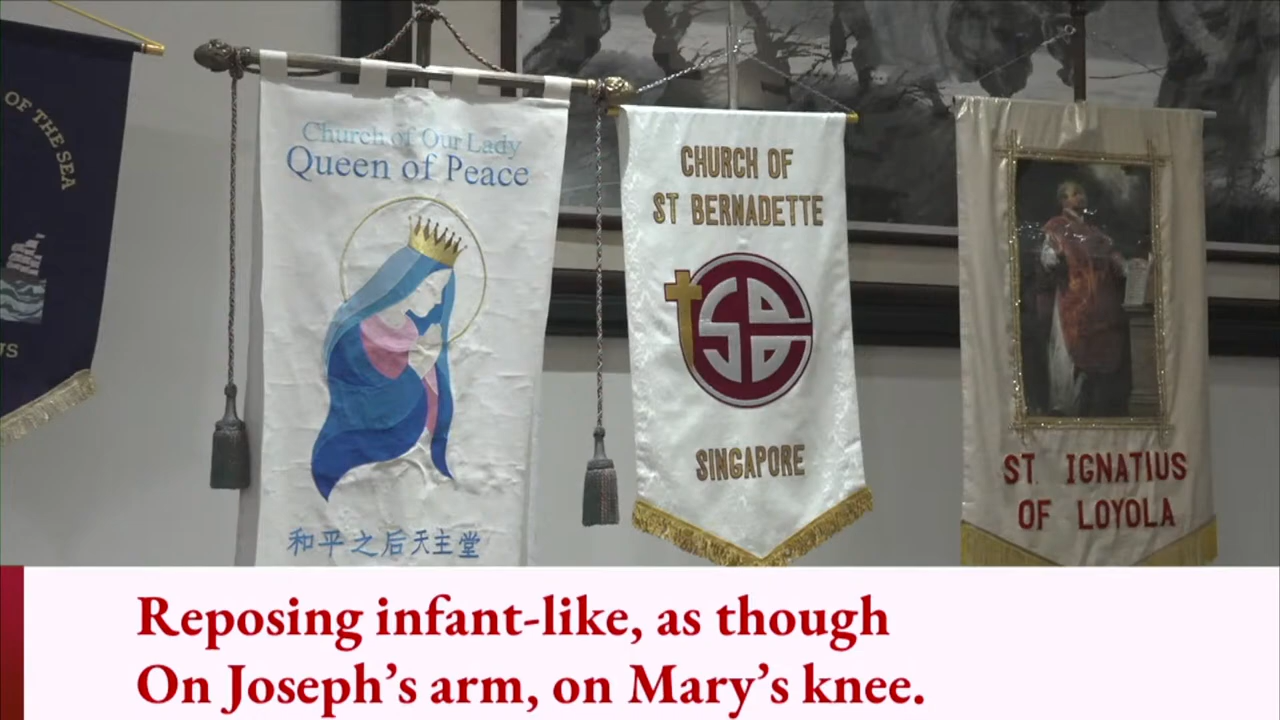 OF THE SEA
US
Church of Our Lady
Queen of Peace
和平之后天主堂
CHURCH OF
ST BERNADETTE
SINGAPORE
ST. IGNATIUS
OF LOYOLA
Reposing infant-like, as though
On Joseph's arm, on Mary's knee.